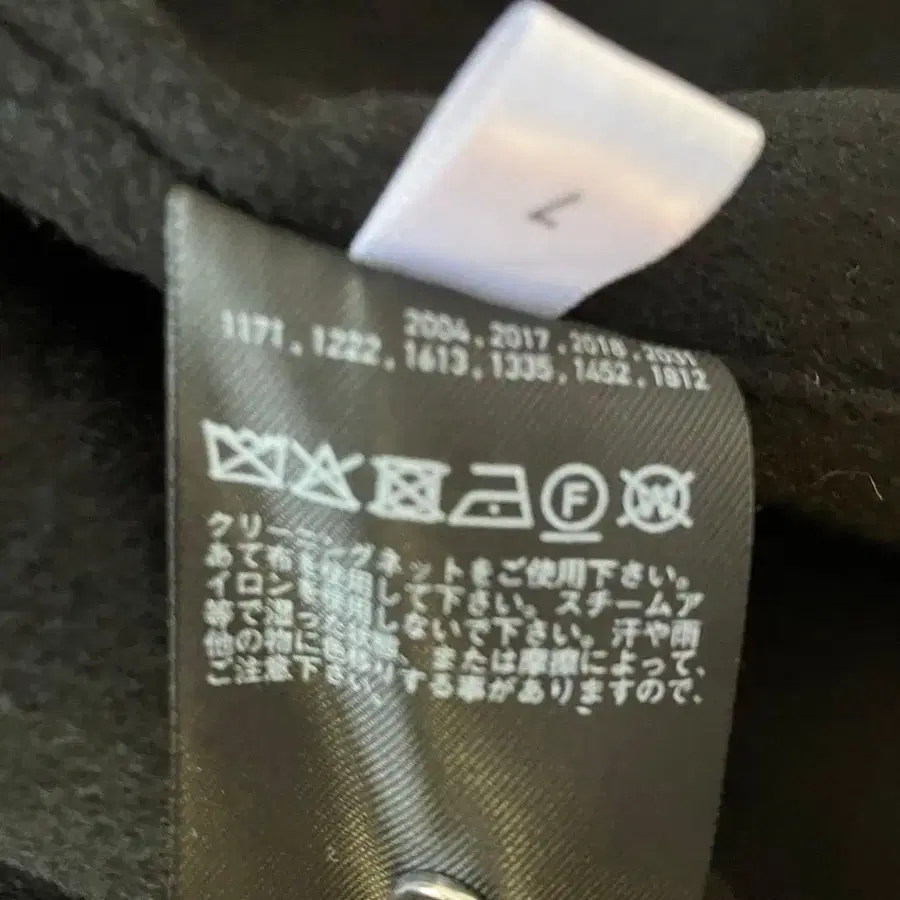 L
2004.2017.2018.2031
1171.1222.1613.1335.1452.1812
F W
クリーニングネットをご使用下さい。
あて布を使用して下さい。スチームア
イロンを使用しないで下さい。汗や雨
等で湿った状態、または摩擦によって、
他の物に色移りする事がありますので、
ご注意下さい。